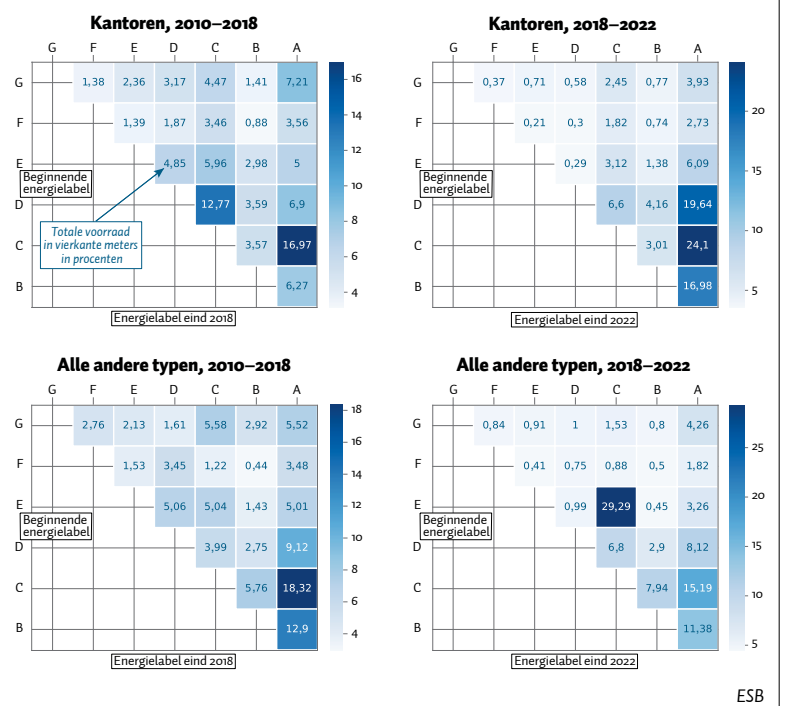 Kantoren, 2010–2018
G F E D C B A
G 1,38 2,36 3,17 4,47 1,41 7,21
F 1,39 1,87 3,46 0,88 3,56
E 4,85 5,96 2,98 5
Beginnende
energielabel
D 12,77 3,59 6,9
C 3,57 16,97
B 6,27
Totale voorraad
in vierkante meters
in procenten
Energielabel eind 2018
16
14
12
10
8
6
4
Kantoren, 2018–2022
G F E D C B A
G 0,37 0,71 0,58 2,45 0,77 3,93
F 0,21 0,3 1,82 0,74 2,73
E 0,29 3,12 1,38 6,09
Beginnende
energielabel
D 6,6 4,16 19,64
C 3,01 24,1
B 16,98
Energielabel eind 2022
20
15
10
5
Alle andere typen, 2010–2018
G F E D C B A
G 2,76 2,13 1,61 5,58 2,92 5,52
F 1,53 3,45 1,22 0,44 3,48
E 5,06 5,04 1,43 5,01
Beginnende
energielabel
D 3,99 2,75 9,12
C 5,76 18,32
B 12,9
Energielabel eind 2018
18
16
14
12
10
8
6
4
Alle andere typen, 2018–2022
G F E D C B A
G 0,84 0,91 1 1,53 0,8 4,26
F 0,41 0,75 0,88 0,5 1,82
E 0,99 29,29 0,45 3,26
Beginnende
energielabel
D 6,8 2,9 8,12
C 7,94 15,19
B 11,38
Energielabel eind 2022
25
20
15
10
5
ESB